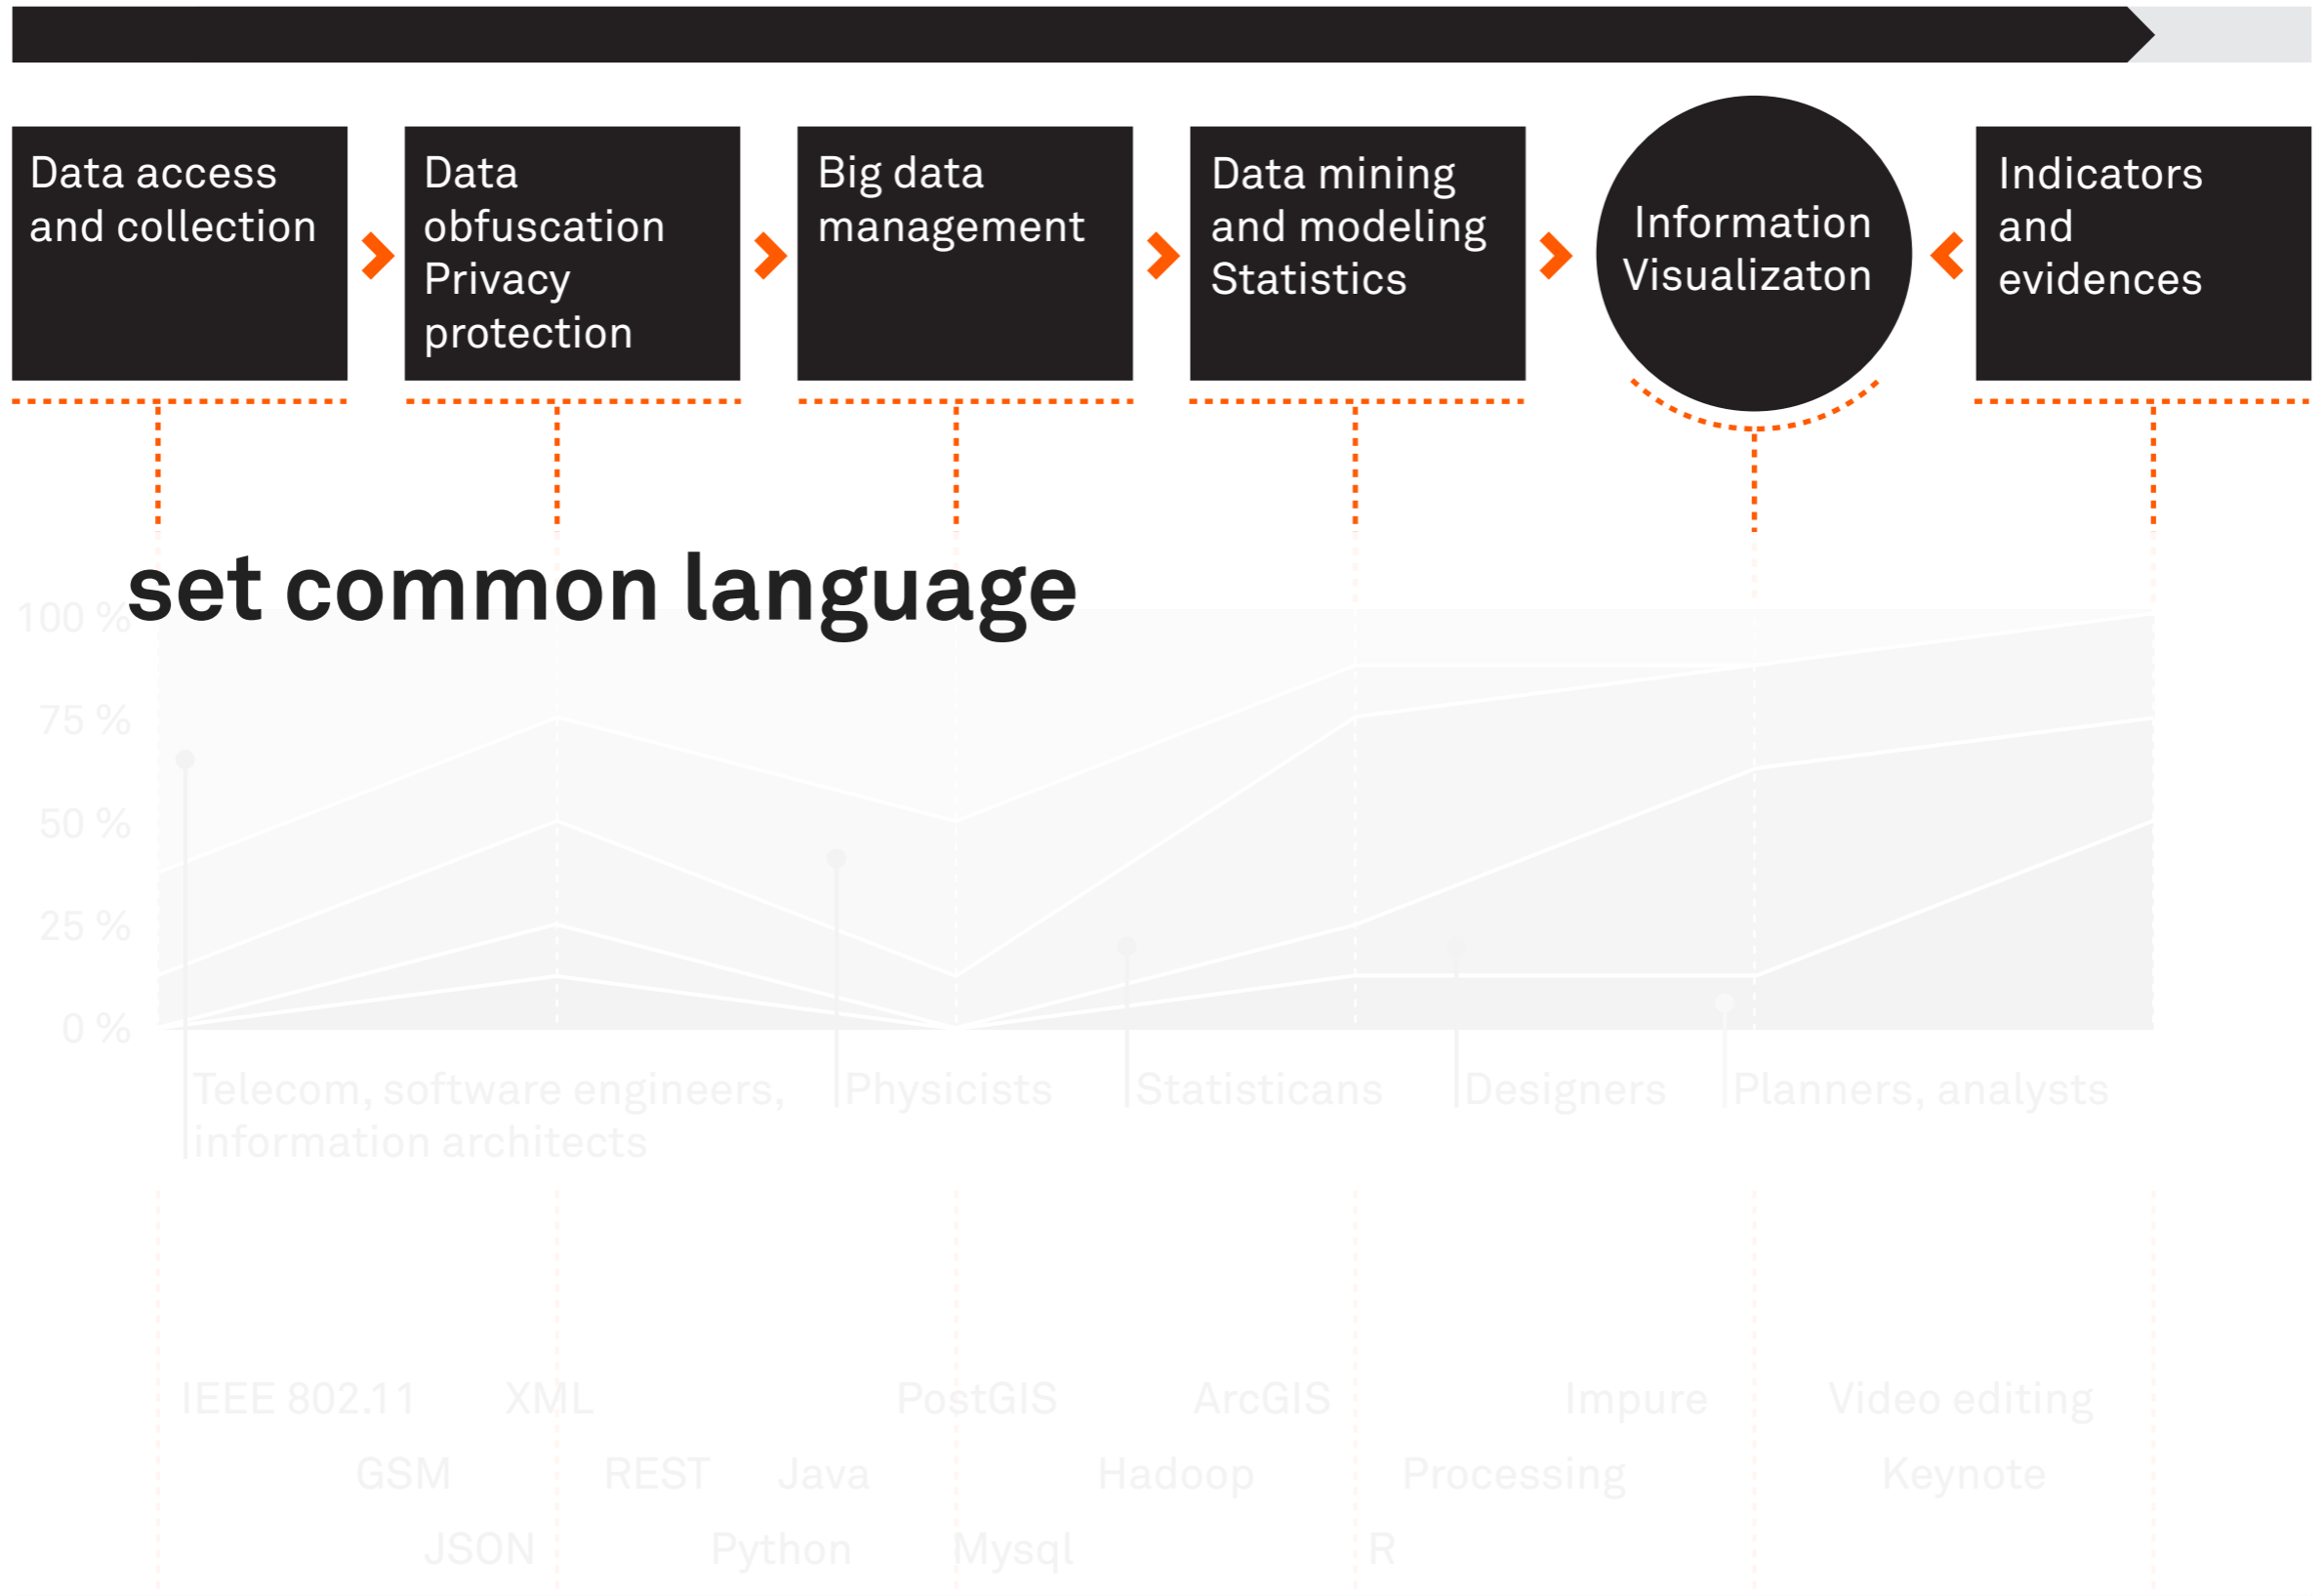 Data access
and collection
Data
obfuscation
Privacy
protection
Big data
management
Data mining
and modeling
Statistics
Information
Visualizaton
Indicators
and
evidences
set common language
100 %
75 %
50 %
25 %
0 %
Telecom, software engineers,
information architects
Physicists
Statisticans
Designers
Planners, analysts
IEEE 802.11
XML
PostGIS
ArcGIS
Impure
Video editing
GSM
REST
Java
Hadoop
Processing
Keynote
JSON
Python
Mysql
R